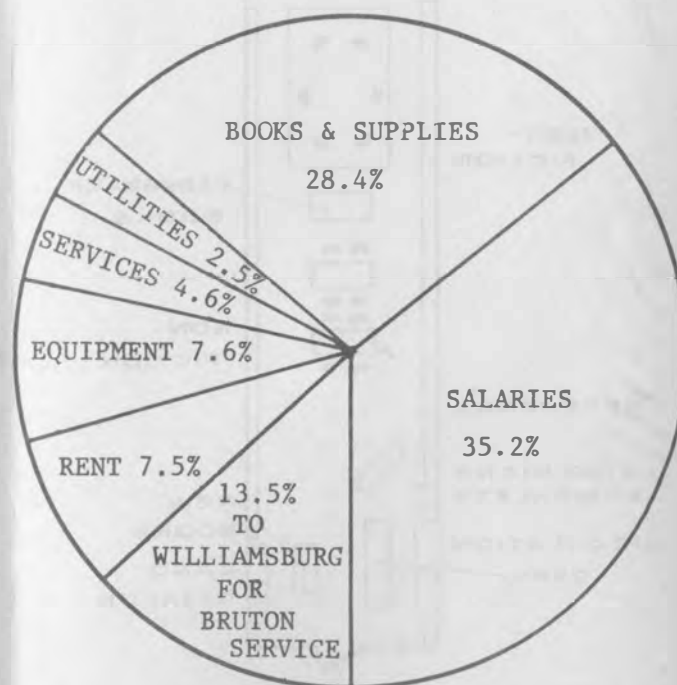 BOOKS & SUPPLIES
28.4%
UTILITIES 2.5%
SERVICES 4.6%
EQUIPMENT 7.6%
SALARIES
35.2%
RENT 7.5%
13.5%
TO
WILLIAMSBURG
FOR
BRUTON
SERVICE